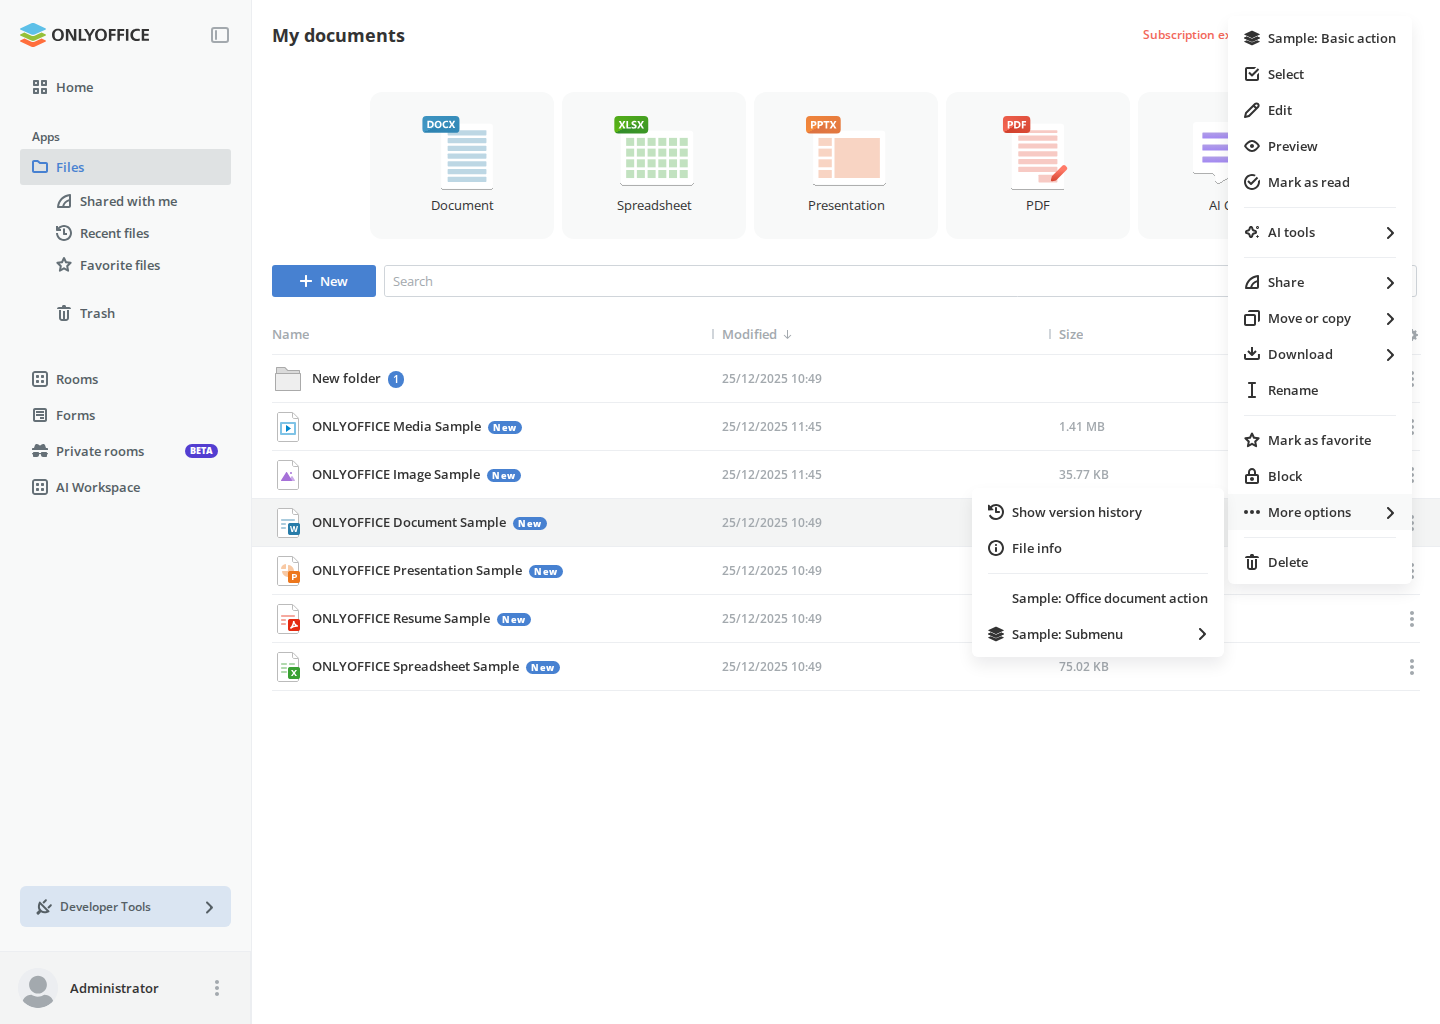 ONLYOFFICE
Home
Apps
Files
Shared with me
Recent files
Favorite files
Trash
Rooms
Forms
Private rooms BETA
AI Workspace
Developer Tools
Administrator
My documents
Subscription
DOCX
Document
XLSX
Spreadsheet
PPTX
Presentation
PDF
PDF
AI
New
Search
Name Modified Size
New folder 1 25/12/2025 10:49
ONLYOFFICE Media Sample New 25/12/2025 11:45 1.41 MB
ONLYOFFICE Image Sample New 25/12/2025 11:45 35.77 KB
W ONLYOFFICE Document Sample New 25/12/2025 10:49
P ONLYOFFICE Presentation Sample New 25/12/2025 10:49
ONLYOFFICE Resume Sample New 25/12/2025 10:49
X ONLYOFFICE Spreadsheet Sample New 25/12/2025 10:49 75.02 KB
Sample: Basic action
Select
Edit
Preview
Mark as read
AI tools
Share
Move or copy
Download
Rename
Mark as favorite
Block
More options
Delete
Show version history
File info
Sample: Office document action
Sample: Submenu